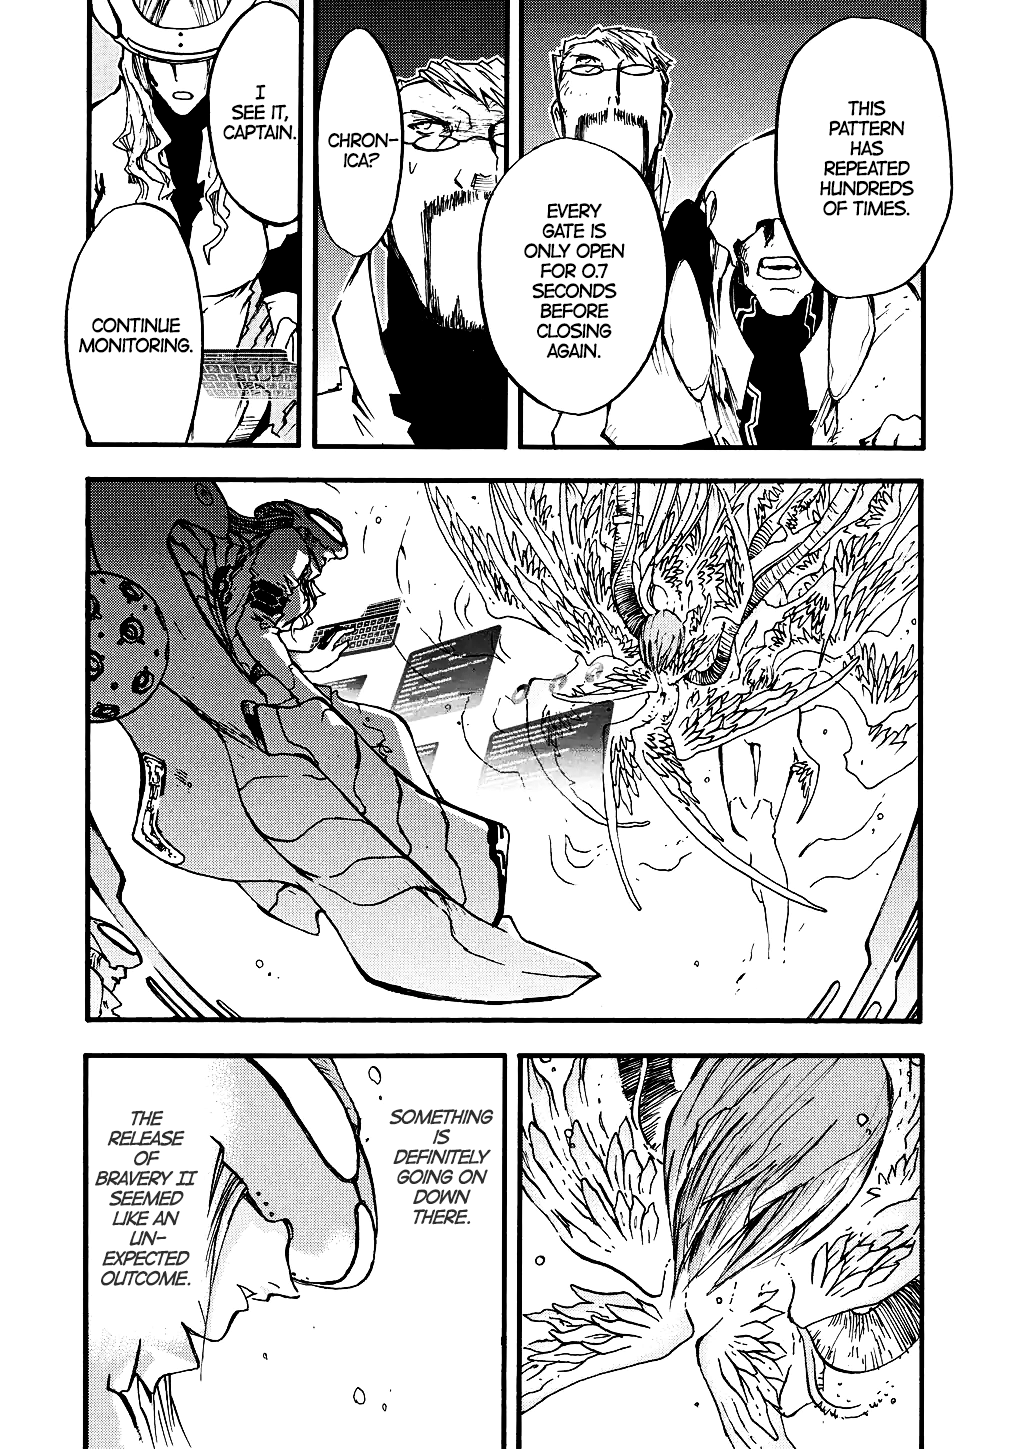 THIS
PATTERN
HAS
REPEATED
HUNDREDS
OF TIMES.
EVERY
GATE IS
ONLY OPEN
FOR 0.7
SECONDS
BEFORE
CLOSING
AGAIN.
CHRON-
ICA?
I
SEE IT,
CAPTAIN.
CONTINUE
MONITORING.
SOMETHING
IS
DEFINITELY
GOING ON
DOWN
THERE.
THE
RELEASE
OF
BRAVERY II
SEEMED
LIKE AN
UN-
EXPECTED
OUTCOME.